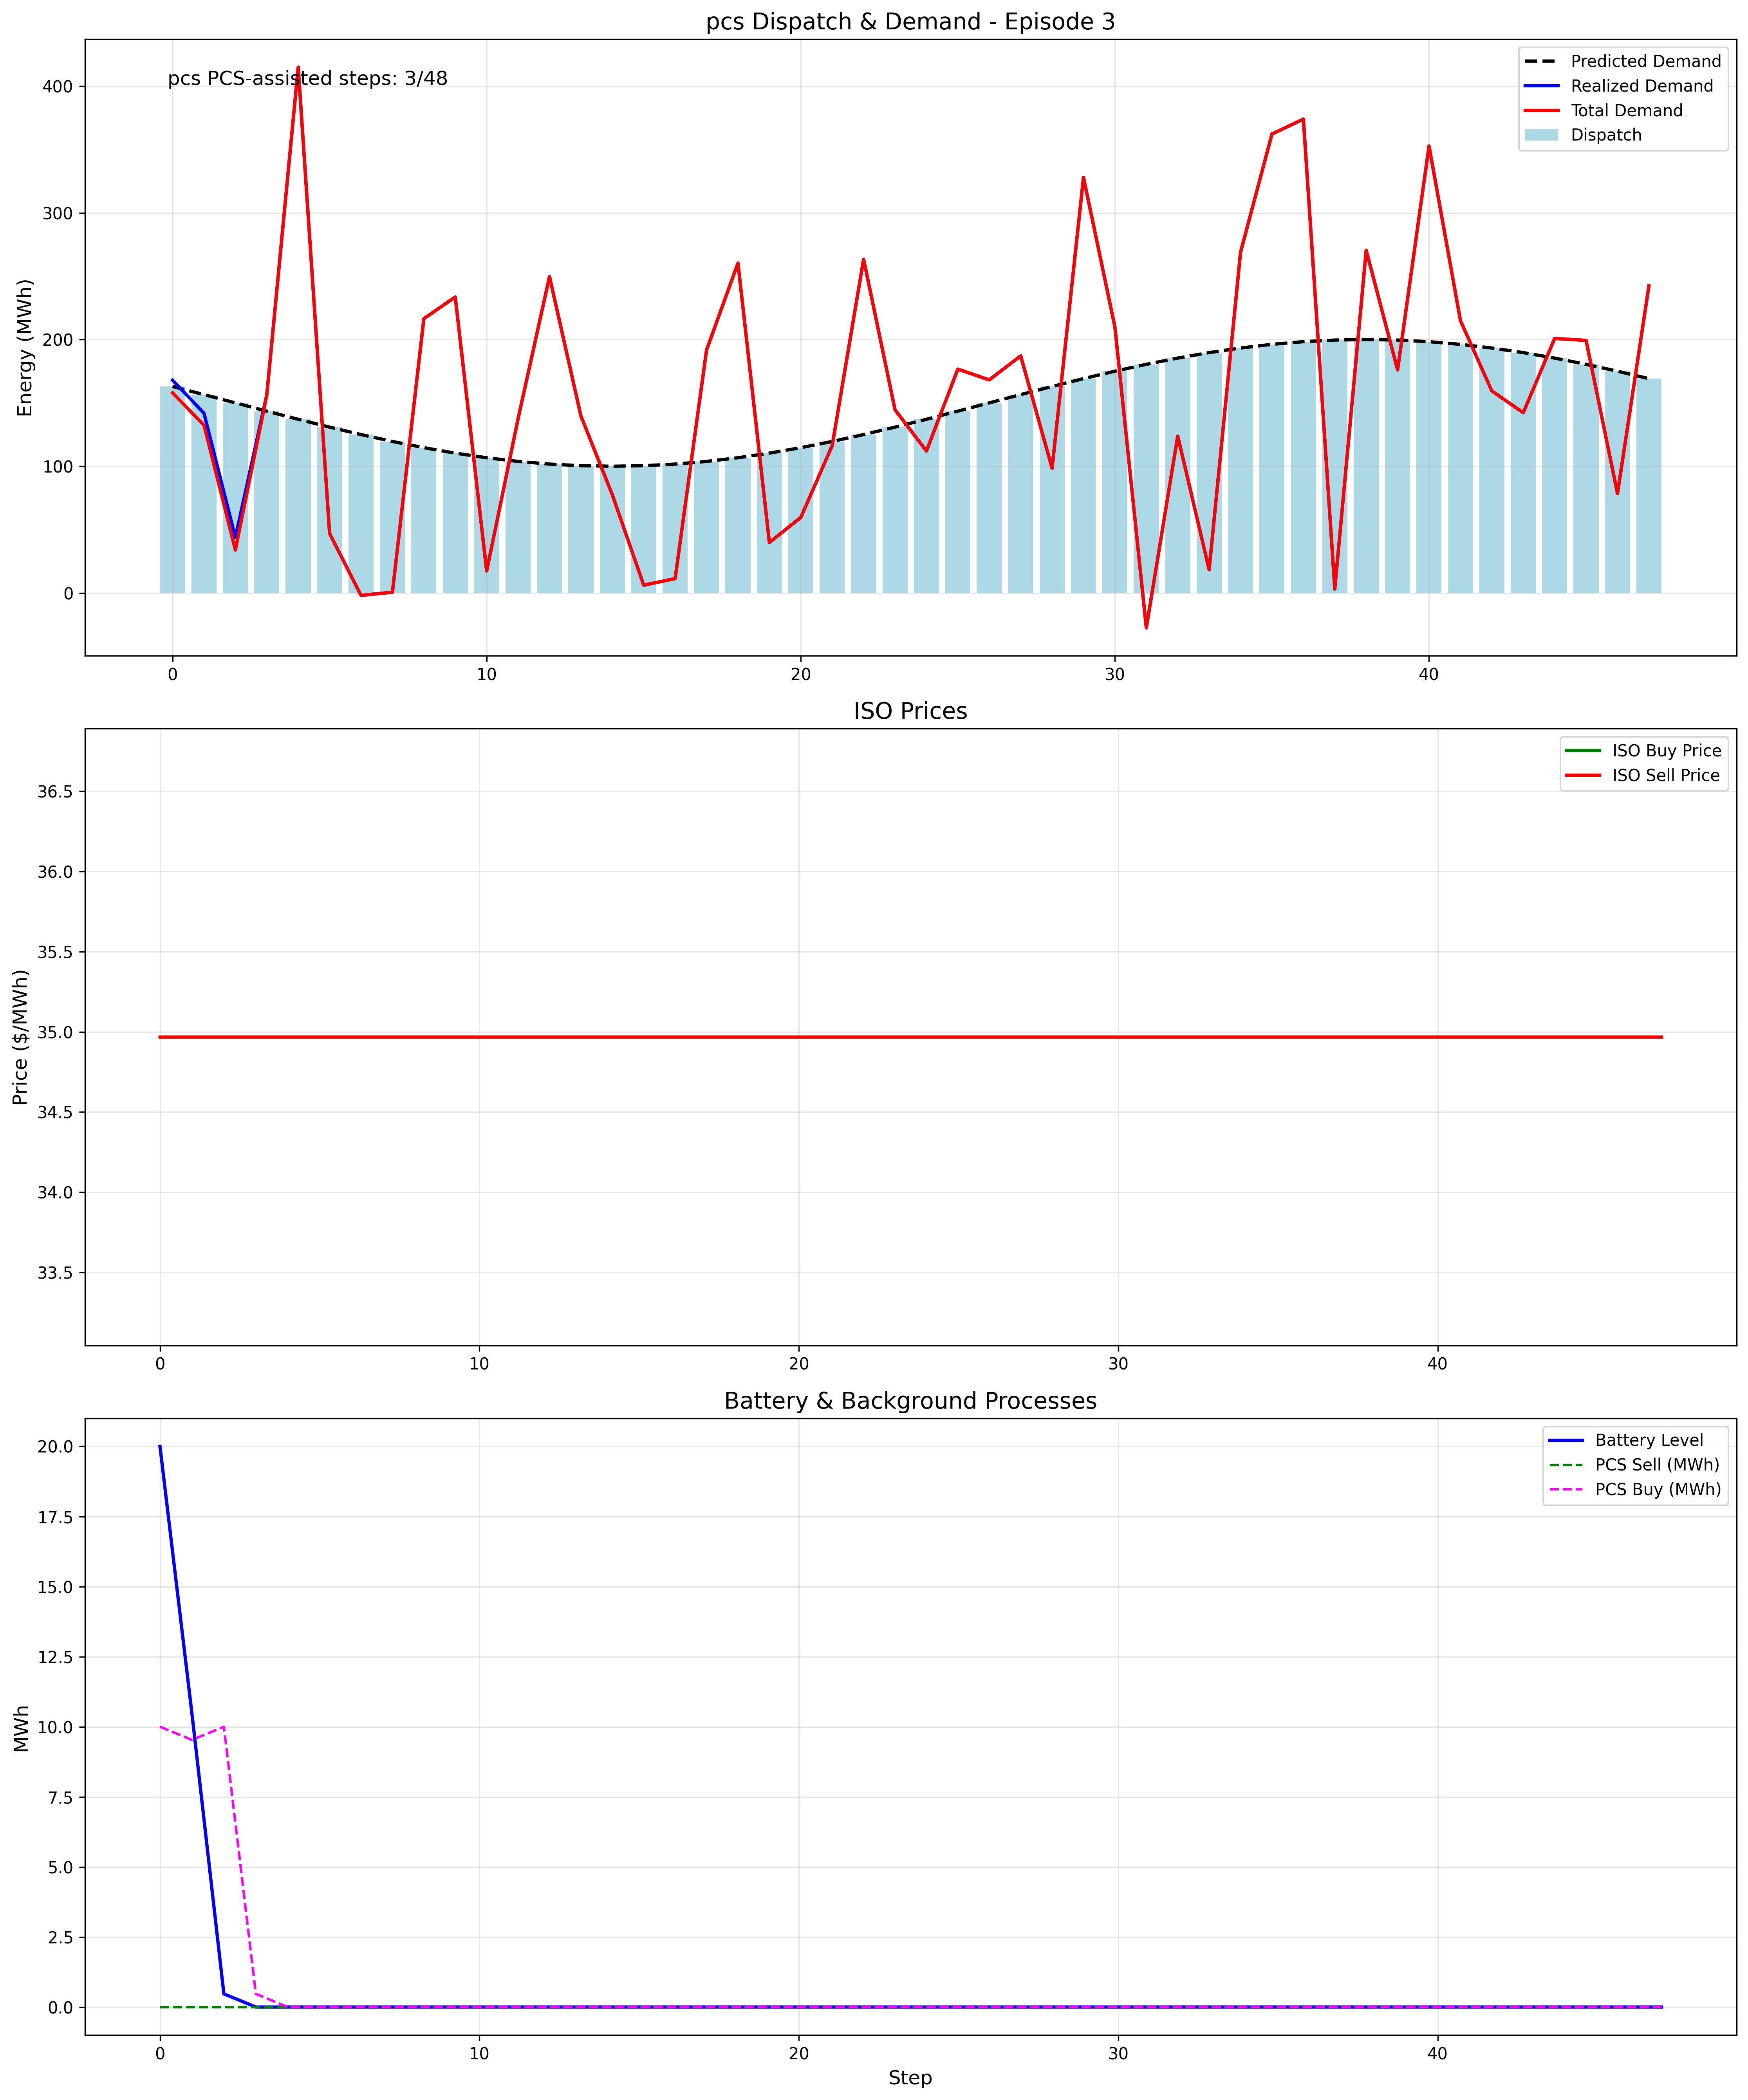 pcs Dispatch & Demand - Episode 3
pcs PCS-assisted steps: 3/48
Predicted Demand
Realized Demand
Total Demand
Dispatch
Energy (MWh)
400
300
200
100
0
0 10 20 30 40
ISO Prices
ISO Buy Price
ISO Sell Price
Price ($/MWh)
36.5
36.0
35.5
35.0
34.5
34.0
33.5
0 10 20 30 40
Battery & Background Processes
Battery Level
PCS Sell (MWh)
PCS Buy (MWh)
MWh
20.0
17.5
15.0
12.5
10.0
7.5
5.0
2.5
0.0
0 10 20 30 40
Step